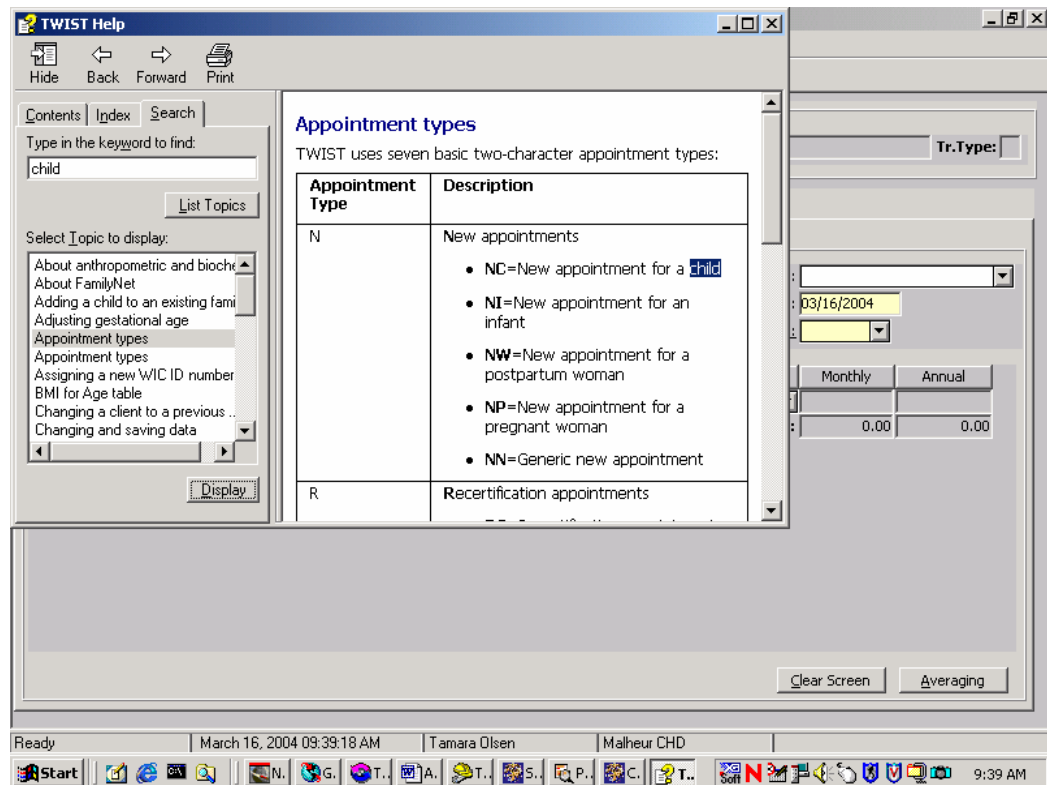 TWIST Help
Hide Back Forward Print
Contents Index Search
Type in the keyword to find:
child
List Topics
Select Topic to display:
About anthropometric and bioche
About FamilyNet
Adding a child to an existing fami
Adjusting gestational age
Appointment types
Appointment types
Assigning a new WIC ID number
BMI for Age table
Changing a client to a previous ..
Changing and saving data
Display
Appointment types
TWIST uses seven basic two-character appointment types:
Appointment Type Description
N New appointments
• NC=New appointment for a child
• NI=New appointment for an
infant
• NW=New appointment for a
postpartum woman
• NP=New appointment for a
pregnant woman
• NN=Generic new appointment
R Recertification appointments
Tr.Type:
: 03/16/2004
Monthly Annual
: 0.00 0.00
Clear Screen Averaging
Ready March 16, 2004 09:39:18 AM Tamara Olsen Malheur CHD
Start N. G. T.. A. T.. S.. P.. C.. T.. Soft N 9:39 AM